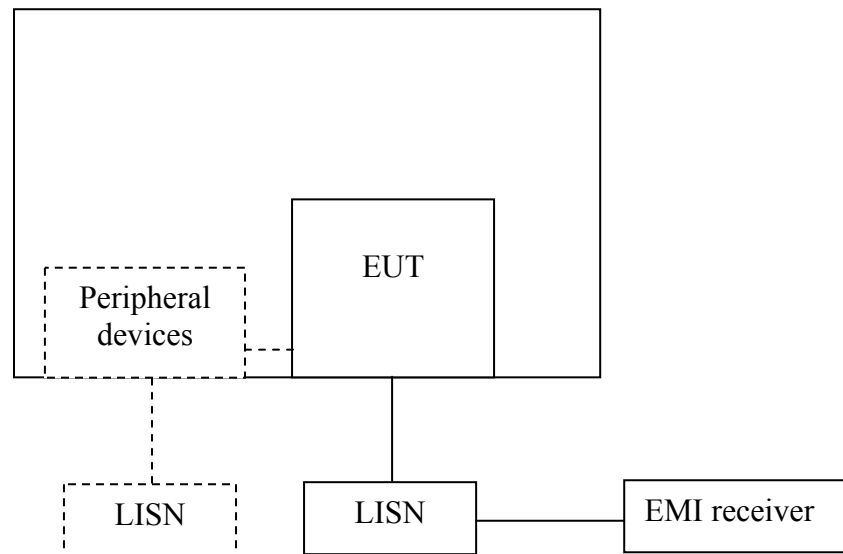 EUT
Peripheral
devices
LISN
LISN
EMI receiver